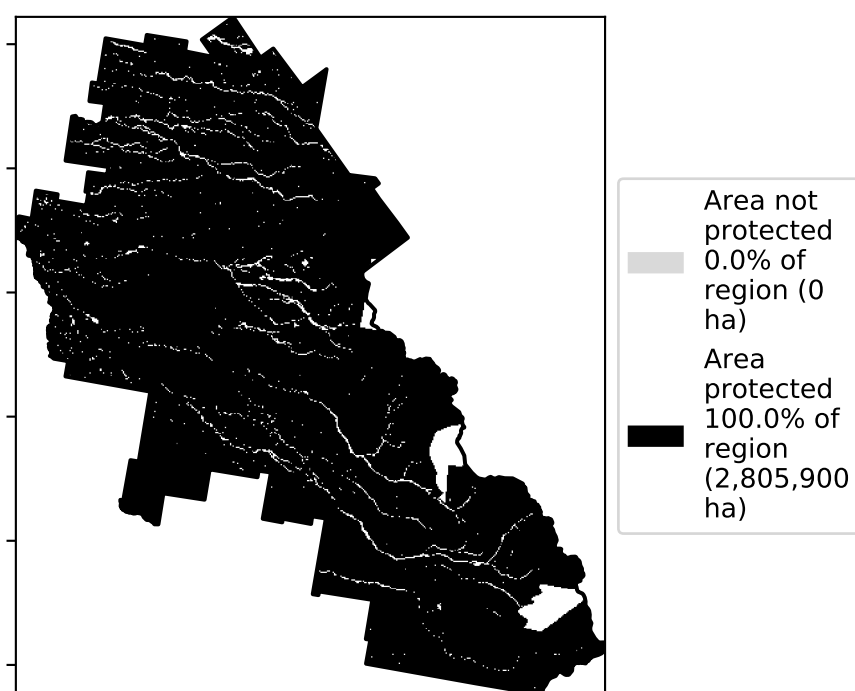 Area not
protected
0.0% of
region (0
ha)
Area
protected
100.0% of
region
(2,805,900
ha)